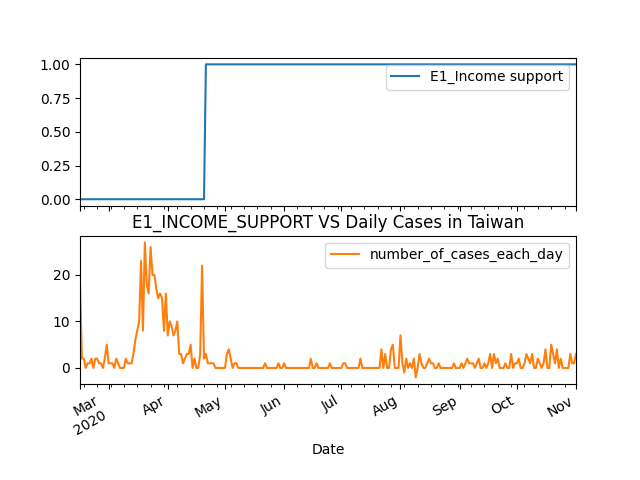 1.00
0.75
0.50
0.25
0.00
E1_Income support
E1_INCOME_SUPPORT VS Daily Cases in Taiwan
20
10
0
number_of_cases_each_day
Mar
2020
Apr
May
Jun
Jul
Aug
Sep
Oct
Nov
Date